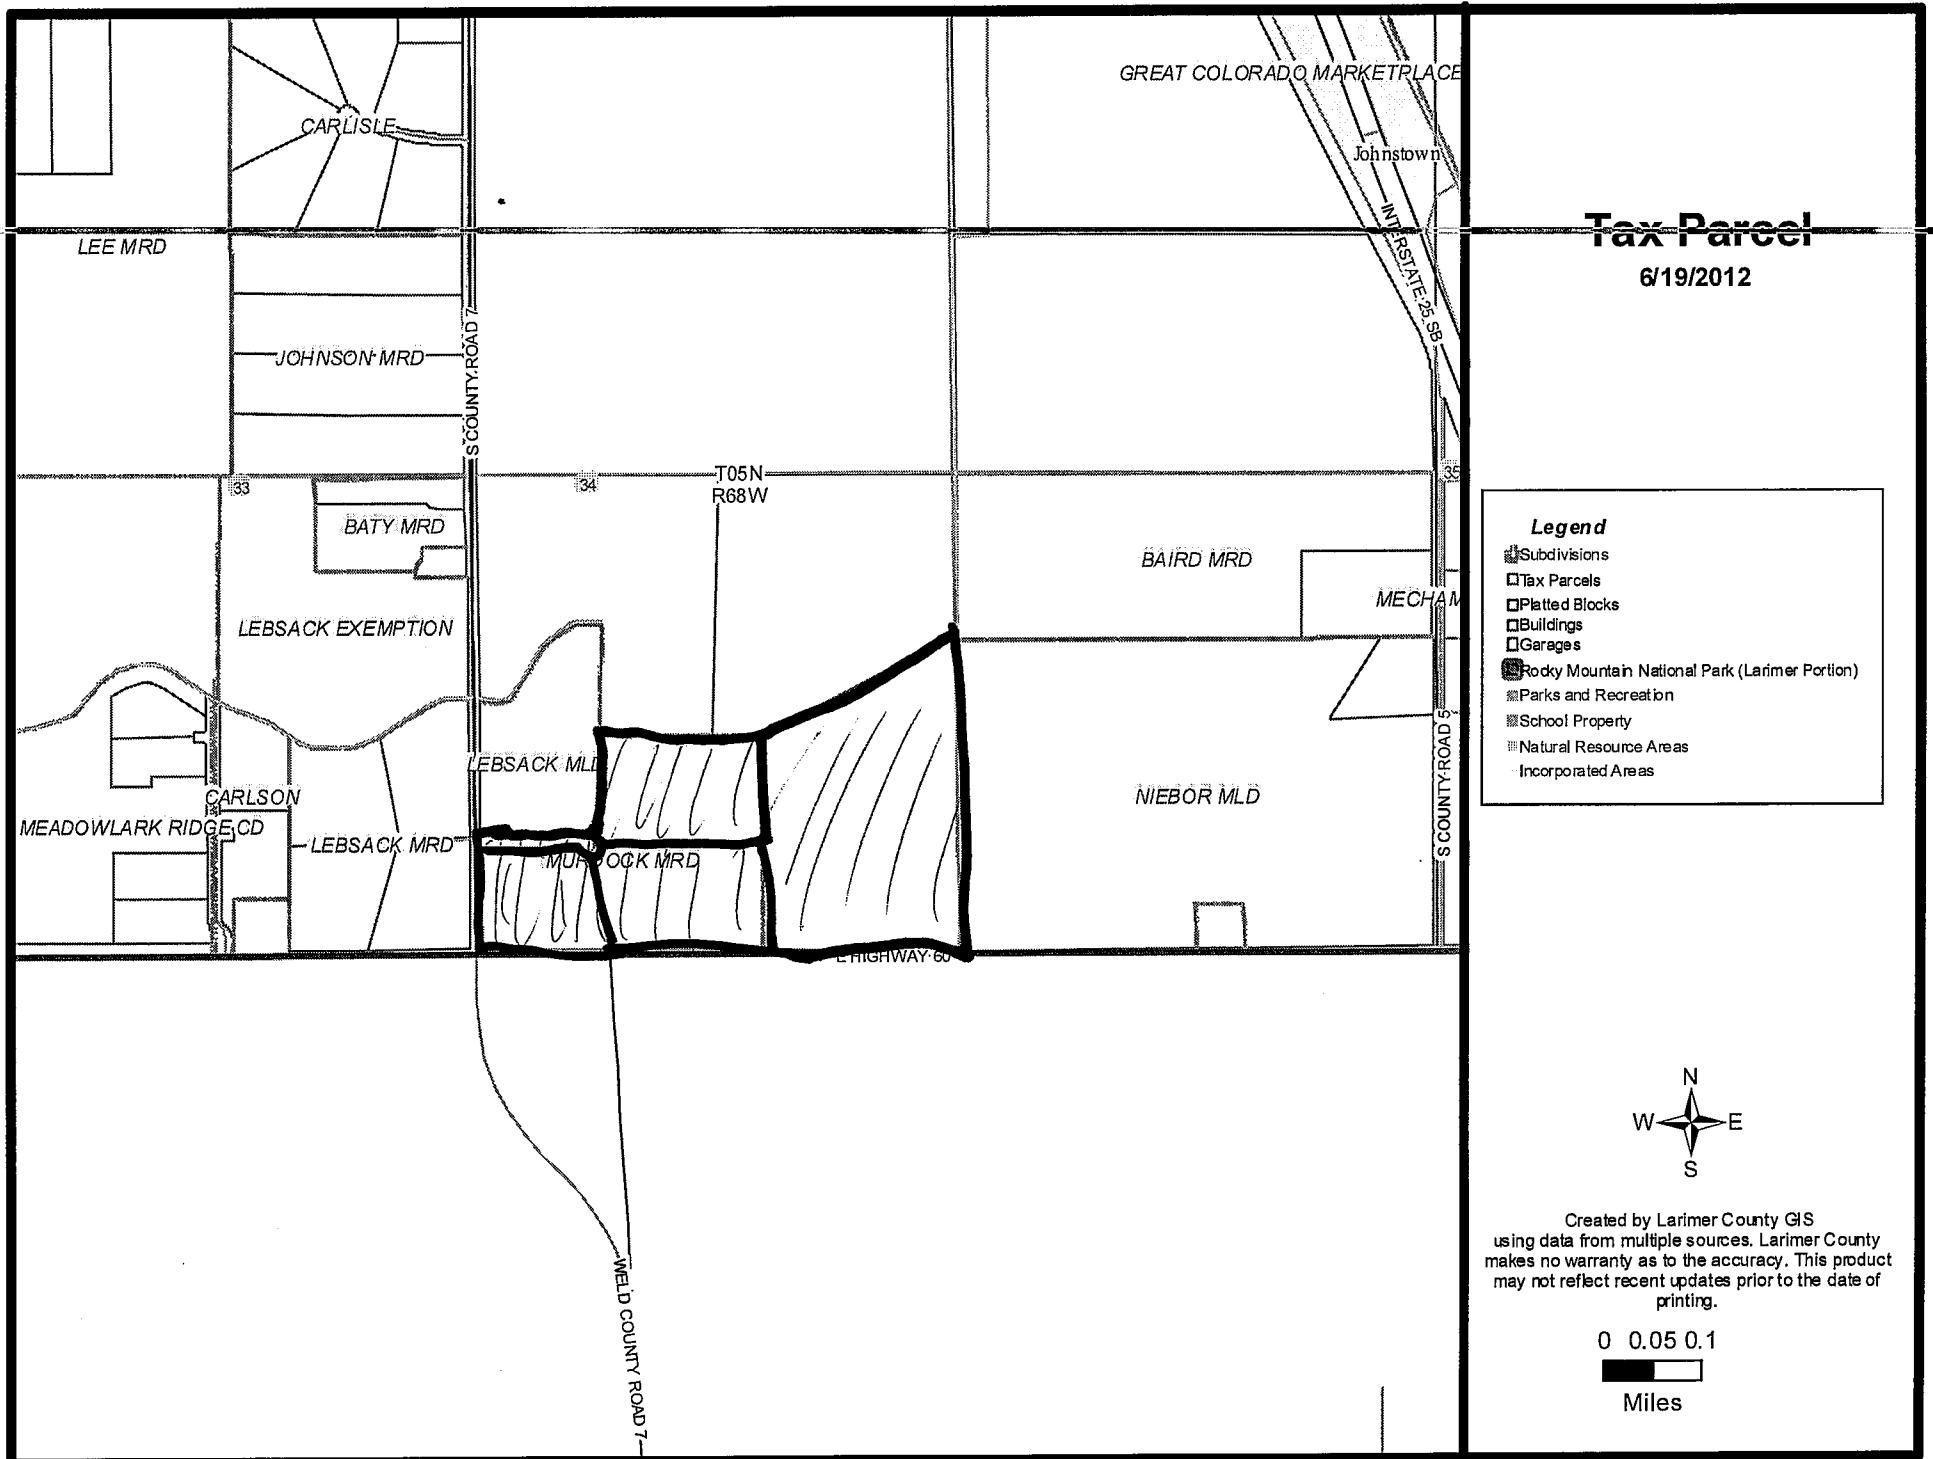 GREAT COLORADO MARKETPLACE
CARLISLE
Johnstown
LEE MRD
INTERSTATE 25 SB
Tax Parcel
6/19/2012
JOHNSON MRD
S COUNTY ROAD 7
33
34
T05N
R68W
35
BATY MRD
BAIRD MRD
MECHAM
LEBSACK EXEMPTION
Legend
Subdivisions
Tax Parcels
Platted Blocks
Buildings
Garages
Rocky Mountain National Park (Larimer Portion)
Parks and Recreation
School Property
Natural Resource Areas
Incorporated Areas
LEBSACK MLD
CARLSON
NIEBOR MLD
S COUNTY ROAD 5
MEADOWLARK RIDGE CD
LEBSACK MRD
MURDOCK MRD
E HIGHWAY 60
WELD COUNTY ROAD 7
N
W E
S
Created by Larimer County GIS
using data from multiple sources. Larimer County
makes no warranty as to the accuracy. This product
may not reflect recent updates prior to the date of
printing.
0 0.05 0.1
Miles